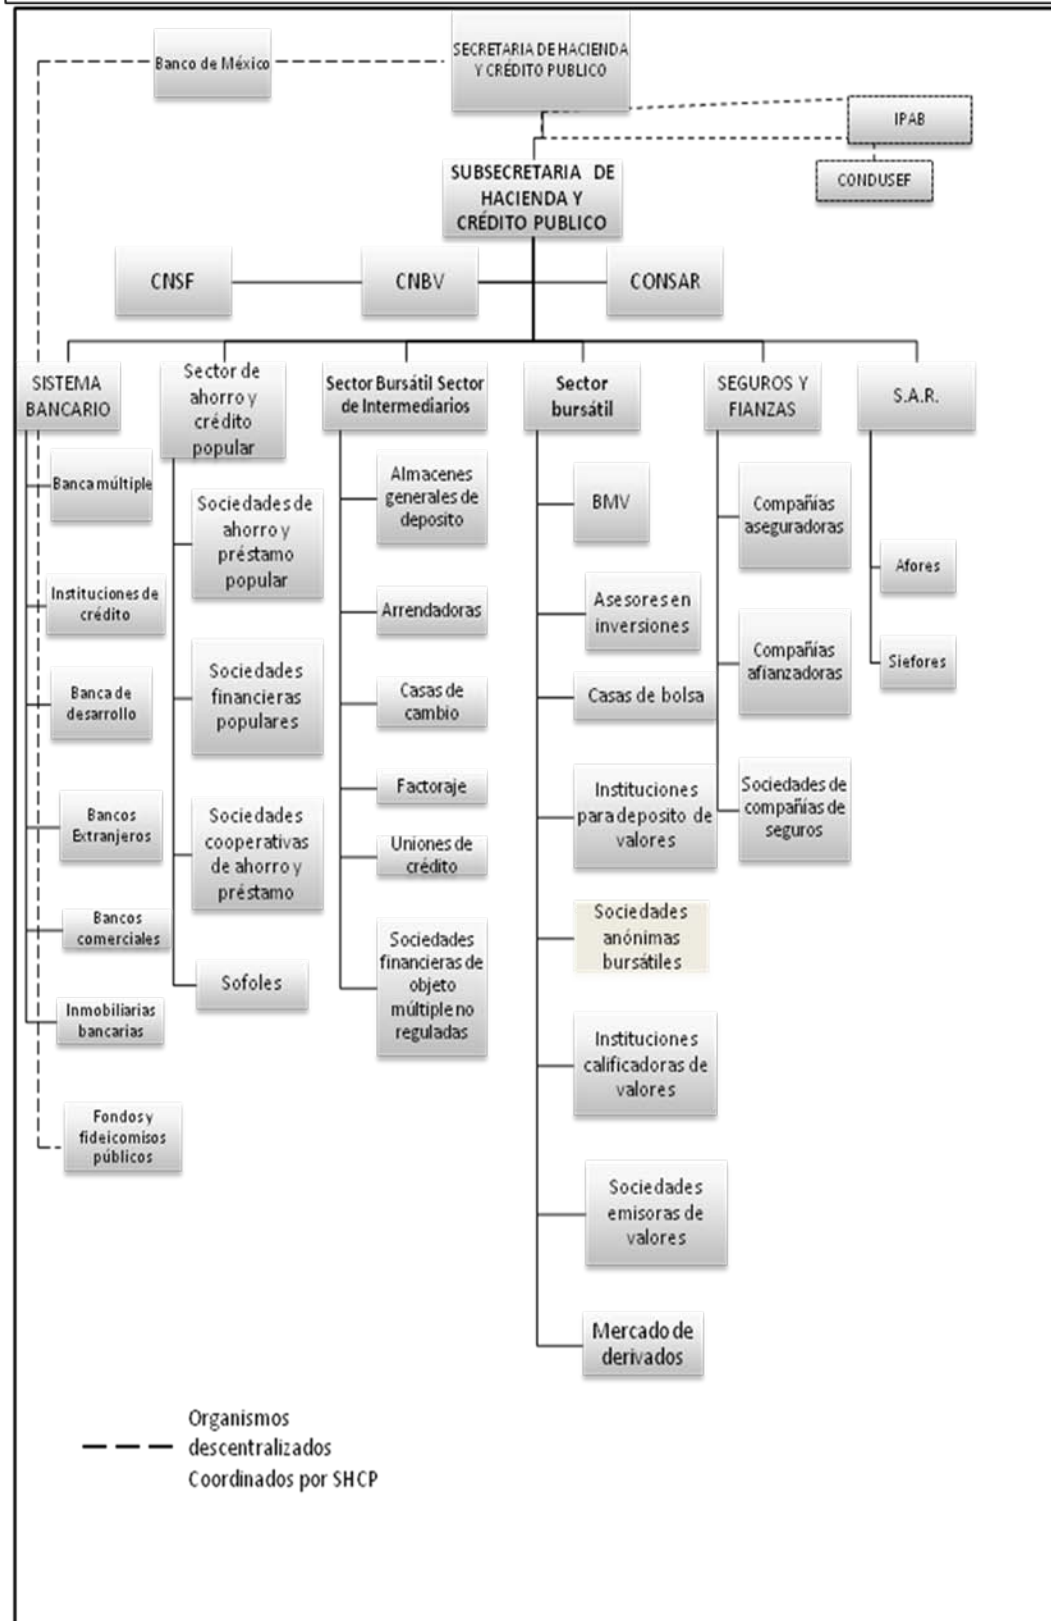 Banco de México
SECRETARIA DE HACIENDA
Y CRÉDITO PUBLICO
IPAB
CONDUSEF
SUBSECRETARIA DE
HACIENDA Y
CRÉDITO PUBLICO
CNSF
CNBV
CONSAR
SISTEMA
BANCARIO
Banca múltiple
Instituciones de
crédito
Banca de
desarrollo
Bancos
Extranjeros
Bancos
comerciales
Inmobiliarias
bancarias
Fondos y
fideicomisos
públicos
Sector de
ahorro y
crédito
popular
Sociedades de
ahorro y
préstamo
popular
Sociedades
financieras
populares
Sociedades
cooperativas
de ahorro y
préstamo
Sofoles
Sector Bursátil Sector
de Intermediarios
Almacenes
generales de
deposito
Arrendadoras
Casas de
cambio
Factoraje
Uniones de
crédito
Sociedades
financieras de
objeto
múltiple no
reguladas
Sector
bursátil
BMV
Asesores en
inversiones
Casas de bolsa
Instituciones
para deposito de
valores
Sociedades
anónimas
bursátiles
Instituciones
calificadoras de
valores
Sociedades
emisoras de
valores
Mercado de
derivados
SEGUROS Y
FIANZAS
Compañías
aseguradoras
Compañías
afianzadoras
Sociedades de
compañías de
seguros
S.A.R.
Afores
Siefores
Organismos
descentralizados
Coordinados por SHCP